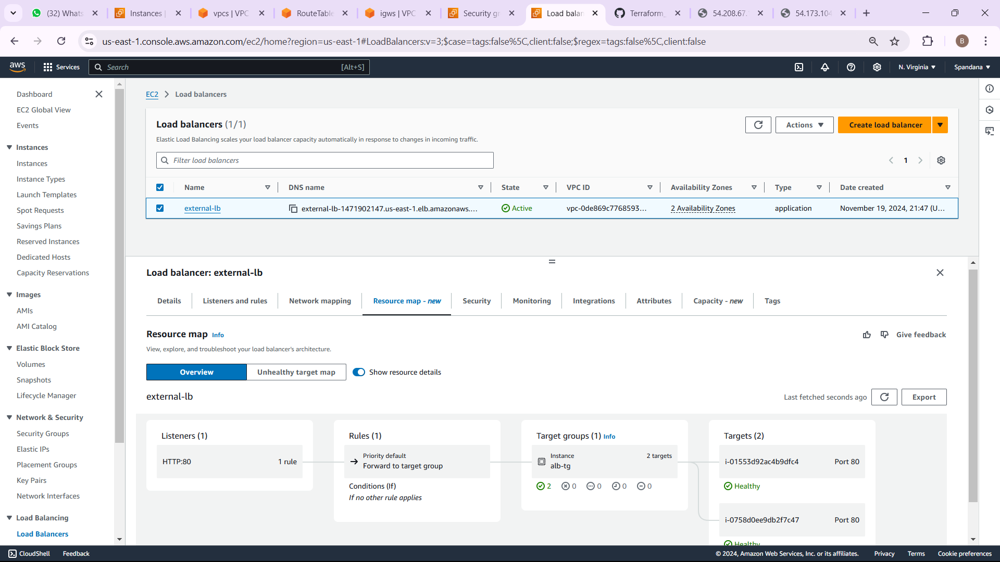 (32) Whats
Instances |
vpcs | VPC
RouteTable
igws | VPC
Security gr
Load balan
Terraform_
54.208.67.
54.173.104
us-east-1.console.aws.amazon.com/ec2/home?region=us-east-1#LoadBalancers:v=3;$case=tags:false%5C,client:false;$regex=tags:false%5C,client:false
B
aws
Services
Search
[Alt+S]
N. Virginia
Spandana
Dashboard
EC2 Global View
Events
Instances
Instances
Instance Types
Launch Templates
Spot Requests
Savings Plans
Reserved Instances
Dedicated Hosts
Capacity Reservations
Images
AMIs
AMI Catalog
Elastic Block Store
Volumes
Snapshots
Lifecycle Manager
Network & Security
Security Groups
Elastic IPs
Placement Groups
Key Pairs
Network Interfaces
Load Balancing
Load Balancers
EC2 > Load balancers
Load balancers (1/1)
Elastic Load Balancing scales your load balancer capacity automatically in response to changes in incoming traffic.
Actions
Create load balancer
Filter load balancers
1
Name DNS name State VPC ID Availability Zones Type Date created
external-lb external-lb-1471902147.us-east-1.elb.amazonaws.... Active vpc-0de869c7768593... 2 Availability Zones application November 19, 2024, 21:47 (U...
Load balancer: external-lb
Details Listeners and rules Network mapping Resource map - new Security Monitoring Integrations Attributes Capacity - new Tags
Resource map Info
Give feedback
View, explore, and troubleshoot your load balancer's architecture.
Overview Unhealthy target map Show resource details
external-lb
Last fetched seconds ago
Export
Listeners (1)
HTTP:80 1 rule
Rules (1)
Priority default
Forward to target group
Conditions (If)
If no other rule applies
Target groups (1) Info
Instance 2 targets
alb-tg
2 0 0 0 0
Targets (2)
i-01553d92ac4b9dfc4 Port 80
Healthy
i-0758d0ee9db2f7c47 Port 80
Healthy
CloudShell Feedback
© 2024, Amazon Web Services, Inc. or its affiliates. Privacy Terms Cookie preferences